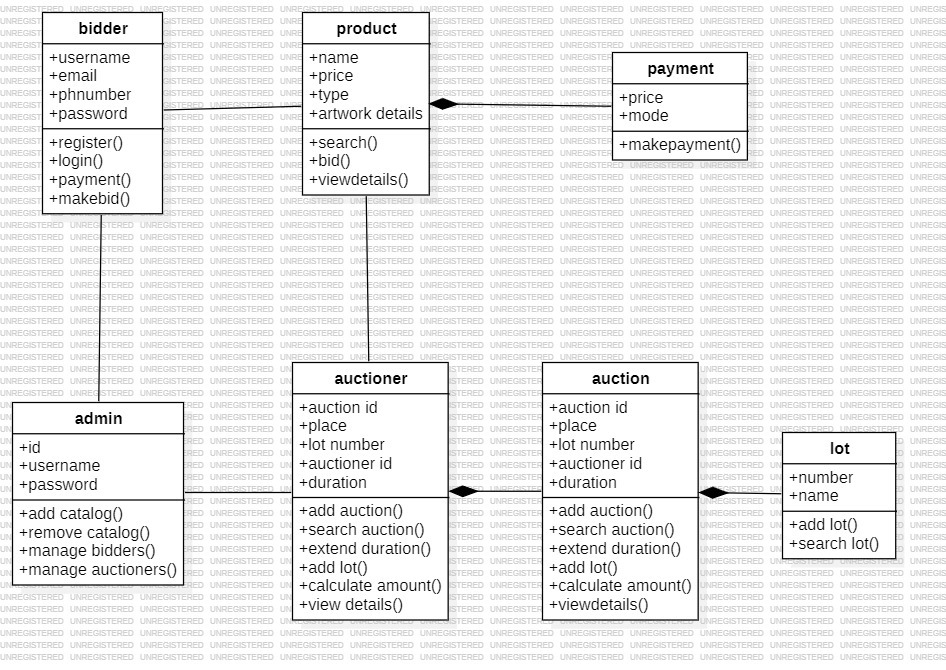 bidder
+username
+email
+phnumber
+password
+register()
+login()
+payment()
+makebid()
product
+name
+price
+type
+artwork details
+search()
+bid()
+viewdetails()
payment
+price
+mode
+makepayment()
admin
+id
+username
+password
+add catalog()
+remove catalog()
+manage bidders()
+manage auctioners()
auctioner
+auction id
+place
+lot number
+auctioner id
+duration
+add auction()
+search auction()
+extend duration()
+add lot()
+calculate amount()
+view details()
auction
+auction id
+place
+lot number
+auctioner id
+duration
+add auction()
+search auction()
+extend duration()
+add lot()
+calculate amount()
+viewdetails()
lot
+number
+name
+add lot()
+search lot()
UNREGISTERED